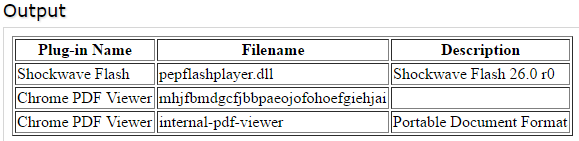 Output
Plug-in Name Filename Description
Shockwave Flash pepflashplayer.dll Shockwave Flash 26.0 r0
Chrome PDF Viewer mhjfbmdgcfjbbpaeojofohoefgiehjai
Chrome PDF Viewer internal-pdf-viewer Portable Document Format